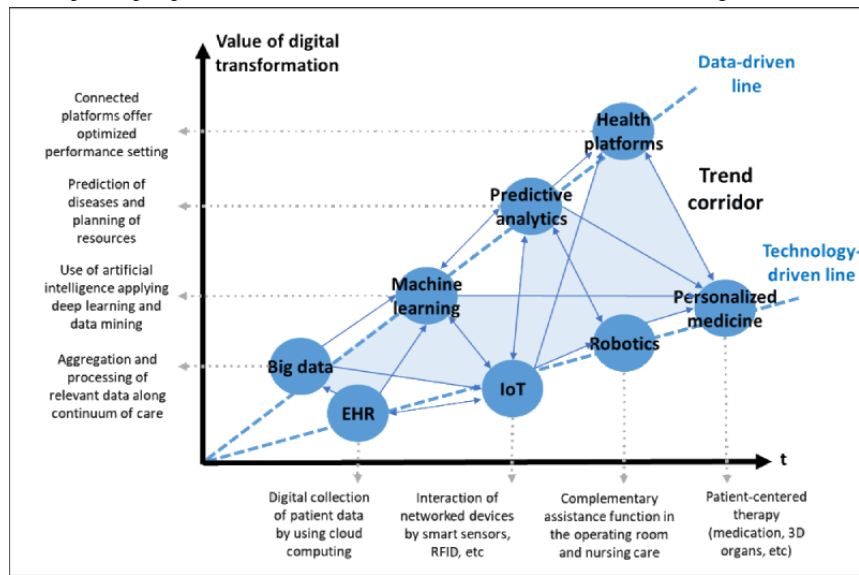 Value of digital
transformation
Data-driven
line
Connected
platforms offer
optimized
performance setting
Health
platforms
Prediction of
diseases and
planning of
resources
Predictive
analytics
Trend
corridor
Use of artificial
intelligence applying
deep learning and
data mining
Machine
learning
Technology-
driven line
Personalized
medicine
Aggregation and
processing of
relevant data along
continuum of care
Big data
Robotics
IoT
EHR
t
Digital collection
of patient data
by using cloud
computing
Interaction of
networked devices
by smart sensors,
RFID, etc
Complementary
assistance function in
the operating room
and nursing care
Patient-centered
therapy
(medication, 3D
organs, etc)